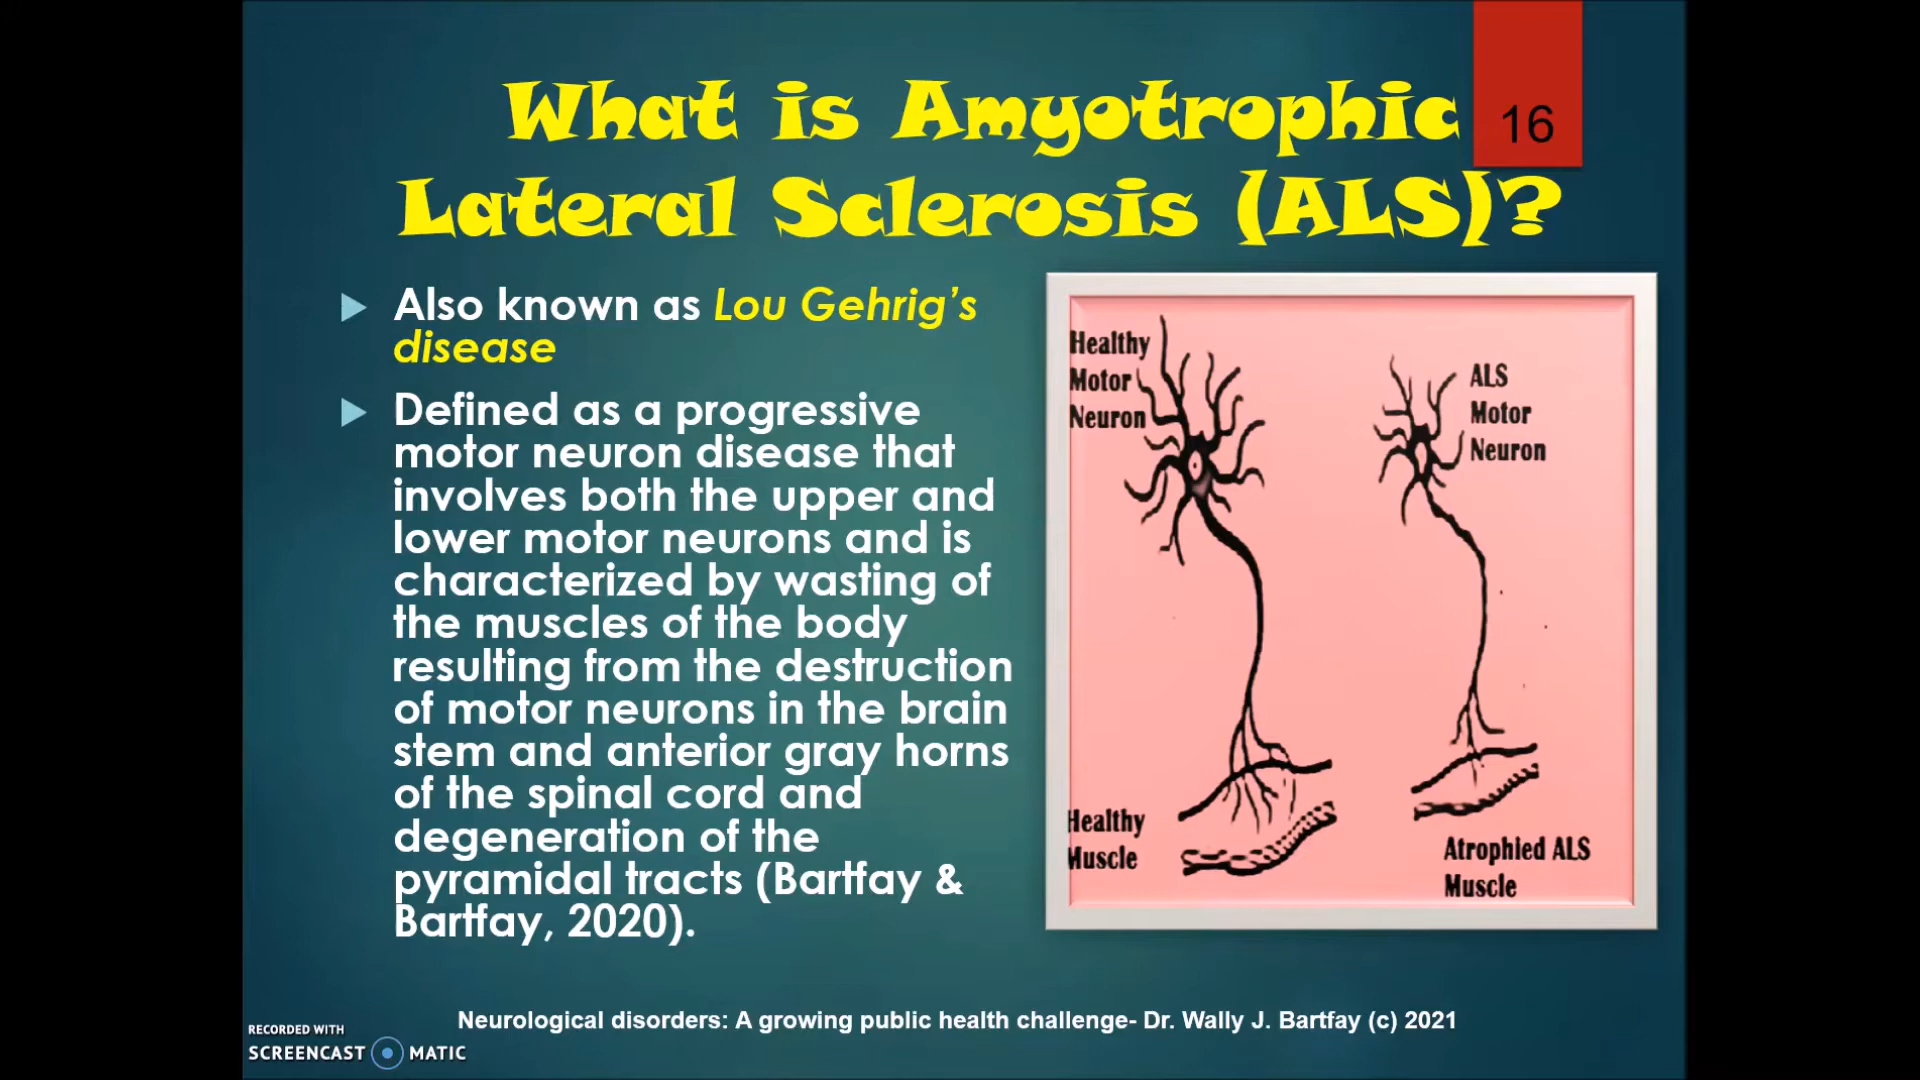 What is Amyotrophic
Lateral Sclerosis (ALS)?
16
Also known as Lou Gehrig's
disease
Defined as a progressive
motor neuron disease that
involves both the upper and
lower motor neurons and is
characterized by wasting of
the muscles of the body
resulting from the destruction
of motor neurons in the brain
stem and anterior gray horns
of the spinal cord and
degeneration of the
pyramidal tracts (Bartfay &
Bartfay, 2020).
Healthy
Motor
Neuron
ALS
Motor
Neuron
Healthy
Muscle
Atrophied ALS
Muscle
Neurological disorders: A growing public health challenge- Dr. Wally J. Bartfay (c) 2021
RECORDED WITH
SCREENCAST MATIC